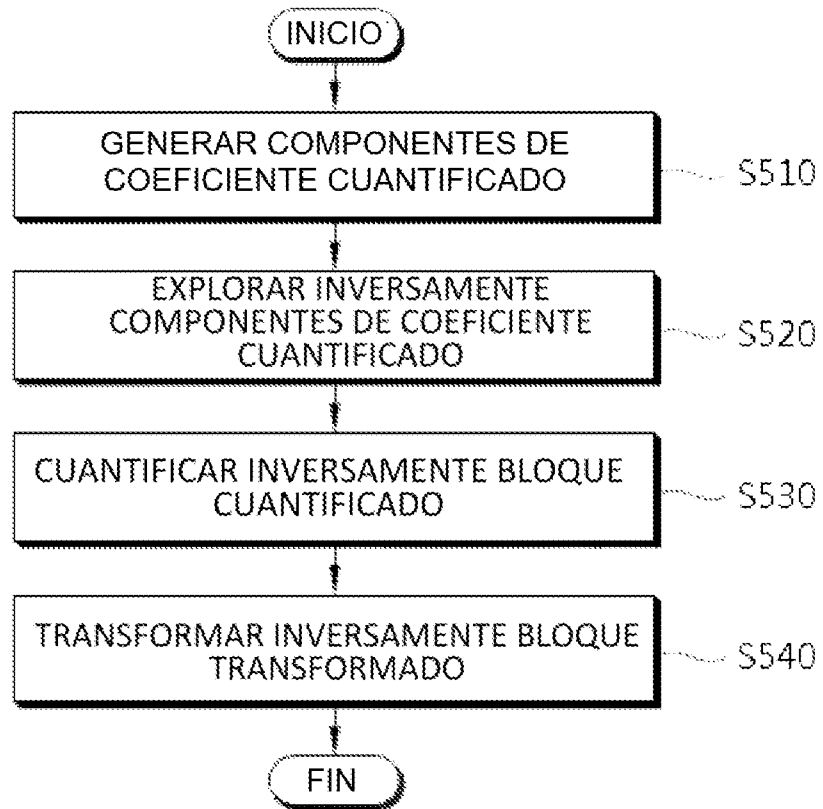 INICIO
GENERAR COMPONENTES DE
COEFICIENTE CUANTIFICADO
S510
EXPLORAR INVERSAMENTE
COMPONENTES DE COEFICIENTE
CUANTIFICADO
S520
CUANTIFICAR INVERSAMENTE BLOQUE
CUANTIFICADO
S530
TRANSFORMAR INVERSAMENTE BLOQUE
TRANSFORMADO
S540
FIN